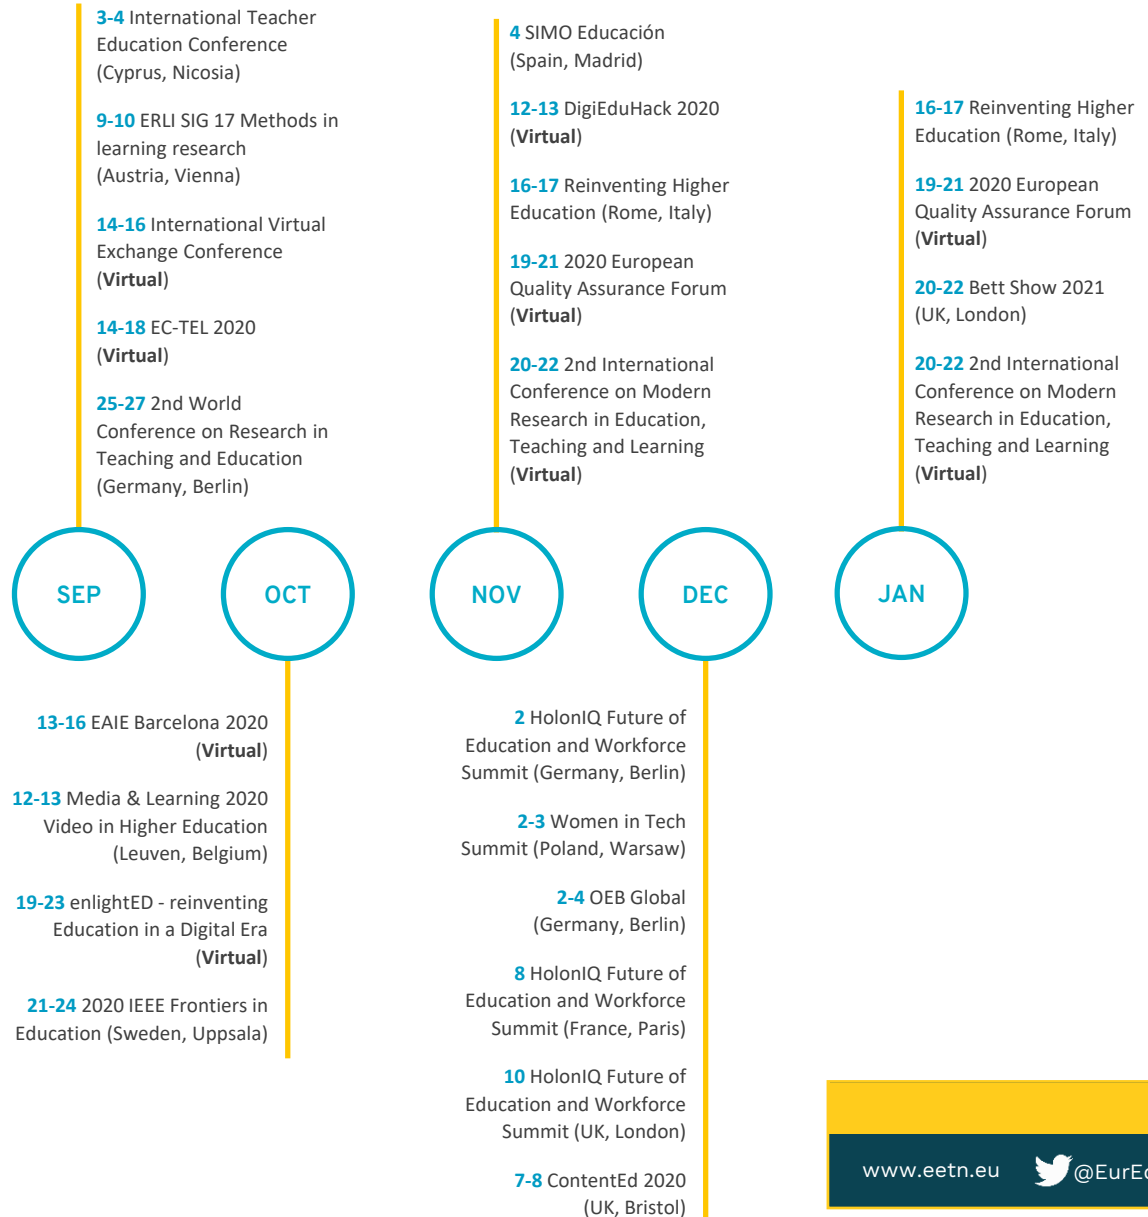 3-4 International Teacher
Education Conference
(Cyprus, Nicosia)
9-10 ERLI SIG 17 Methods in
learning research
(Austria, Vienna)
14-16 International Virtual
Exchange Conference
(Virtual)
14-18 EC-TEL 2020
(Virtual)
25-27 2nd World
Conference on Research in
Teaching and Education
(Germany, Berlin)
4 SIMO Educación
(Spain, Madrid)
12-13 DigiEduHack 2020
(Virtual)
16-17 Reinventing Higher
Education (Rome, Italy)
19-21 2020 European
Quality Assurance Forum
(Virtual)
20-22 2nd International
Conference on Modern
Research in Education,
Teaching and Learning
(Virtual)
16-17 Reinventing Higher
Education (Rome, Italy)
19-21 2020 European
Quality Assurance Forum
(Virtual)
20-22 Bett Show 2021
(UK, London)
20-22 2nd International
Conference on Modern
Research in Education,
Teaching and Learning
(Virtual)
SEP
OCT
NOV
DEC
JAN
13-16 EAIE Barcelona 2020
(Virtual)
12-13 Media & Learning 2020
Video in Higher Education
(Leuven, Belgium)
19-23 enlightED - reinventing
Education in a Digital Era
(Virtual)
21-24 2020 IEEE Frontiers in
Education (Sweden, Uppsala)
2 HolonIQ Future of
Education and Workforce
Summit (Germany, Berlin)
2-3 Women in Tech
Summit (Poland, Warsaw)
2-4 OEB Global
(Germany, Berlin)
8 HolonIQ Future of
Education and Workforce
Summit (France, Paris)
10 HolonIQ Future of
Education and Workforce
Summit (UK, London)
7-8 ContentEd 2020
(UK, Bristol)
www.eetn.eu